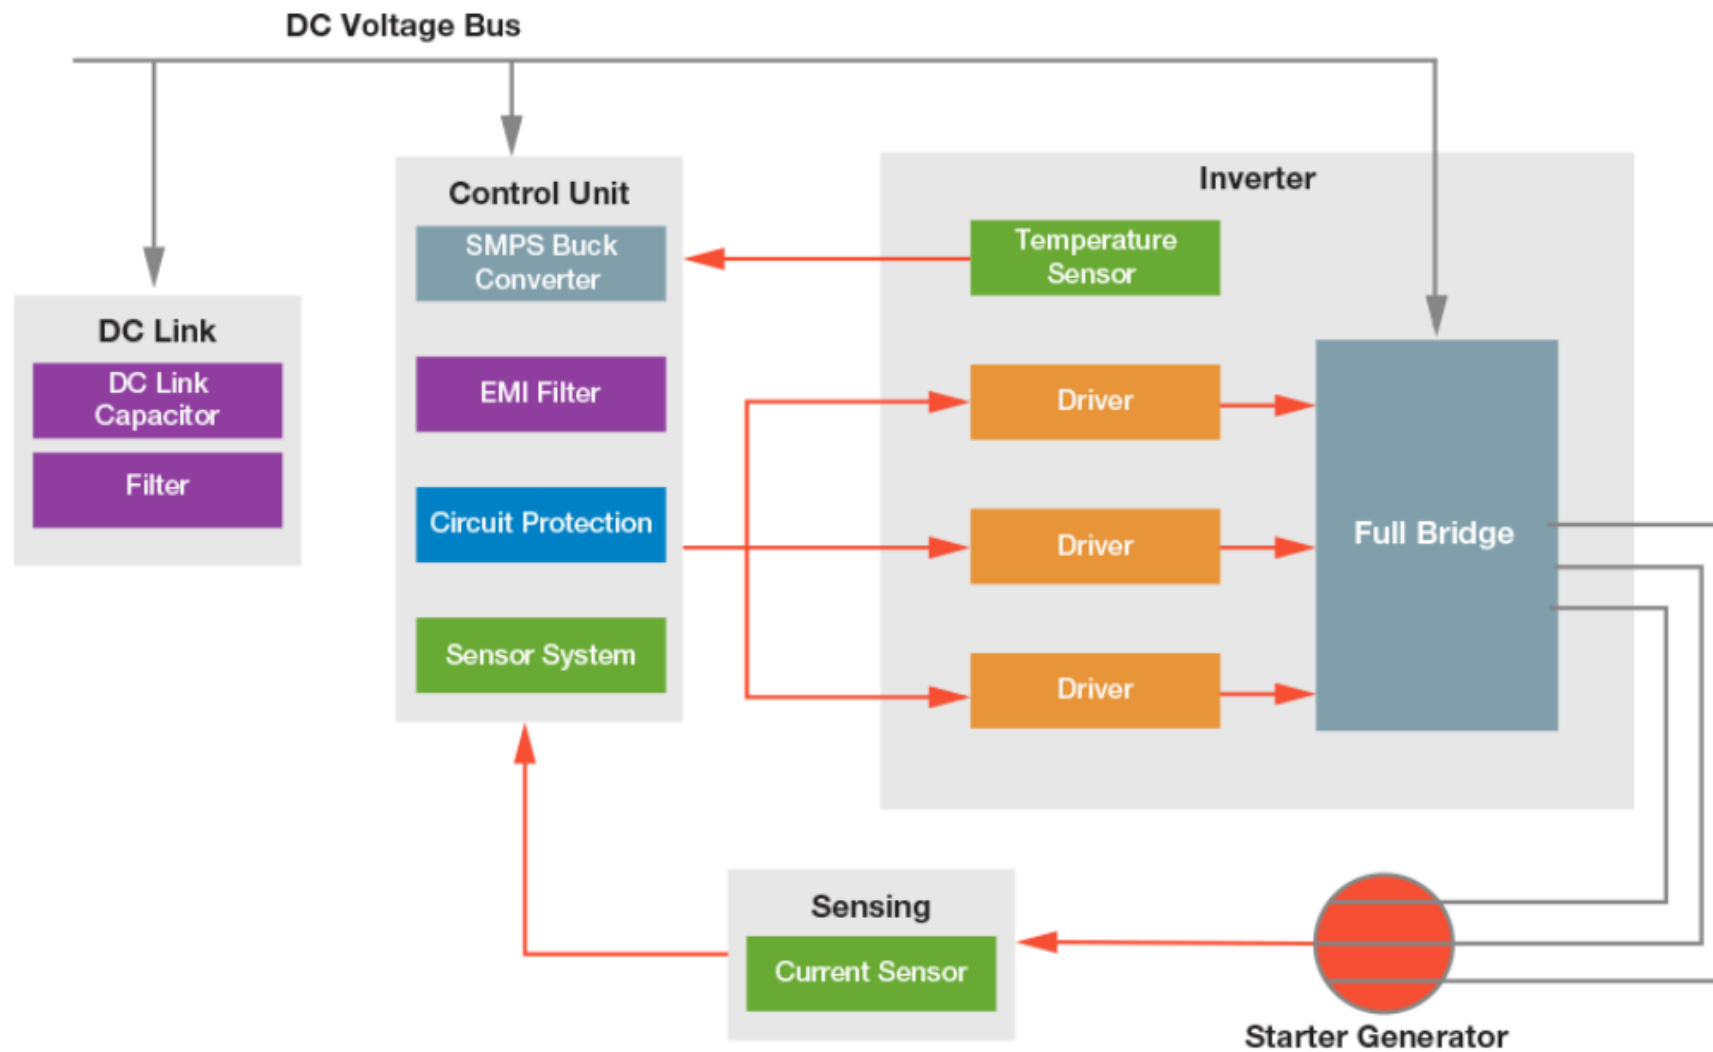 DC Voltage Bus
DC Link
DC Link
Capacitor
Filter
Control Unit
SMPS Buck
Converter
EMI Filter
Circuit Protection
Sensor System
Inverter
Temperature
Sensor
Driver
Driver
Driver
Full Bridge
Sensing
Current Sensor
Starter Generator